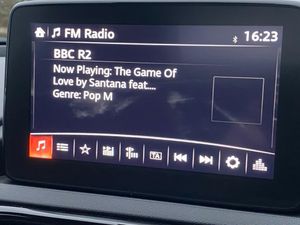 FM Radio 16:23
BBC R2
Now Playing: The Game Of
Love by Santana feat....
Genre: Pop M
TA